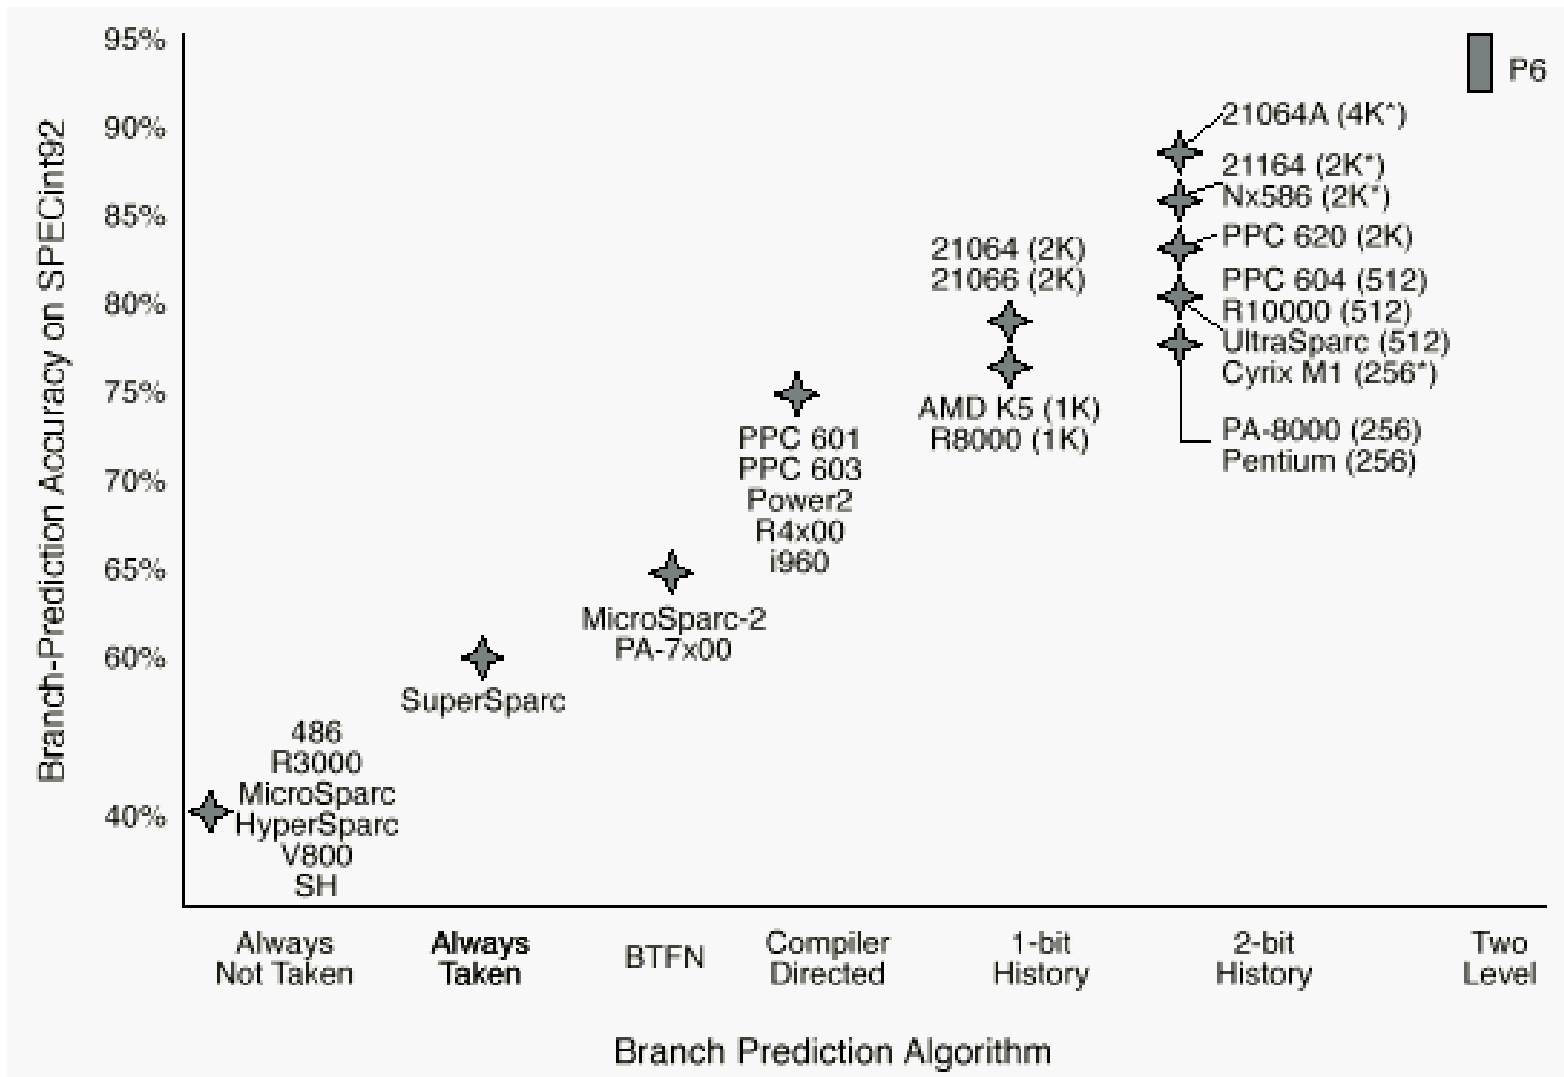 95%
90%
85%
80%
75%
70%
65%
60%
40%
Branch-Prediction Accuracy on SPECint92
486
R3000
MicroSparc
HyperSparc
V800
SH
SuperSparc
MicroSparc-2
PA-7x00
PPC 601
PPC 603
Power2
R4x00
i960
21064 (2K)
21066 (2K)
AMD K5 (1K)
R8000 (1K)
21064A (4K*)
21164 (2K*)
Nx586 (2K*)
PPC 620 (2K)
PPC 604 (512)
R10000 (512)
UltraSparc (512)
Cyrix M1 (256*)
PA-8000 (256)
Pentium (256)
P6
Always
Not Taken
Always
Taken
BTFN
Compiler
Directed
1-bit
History
2-bit
History
Two
Level
Branch Prediction Algorithm